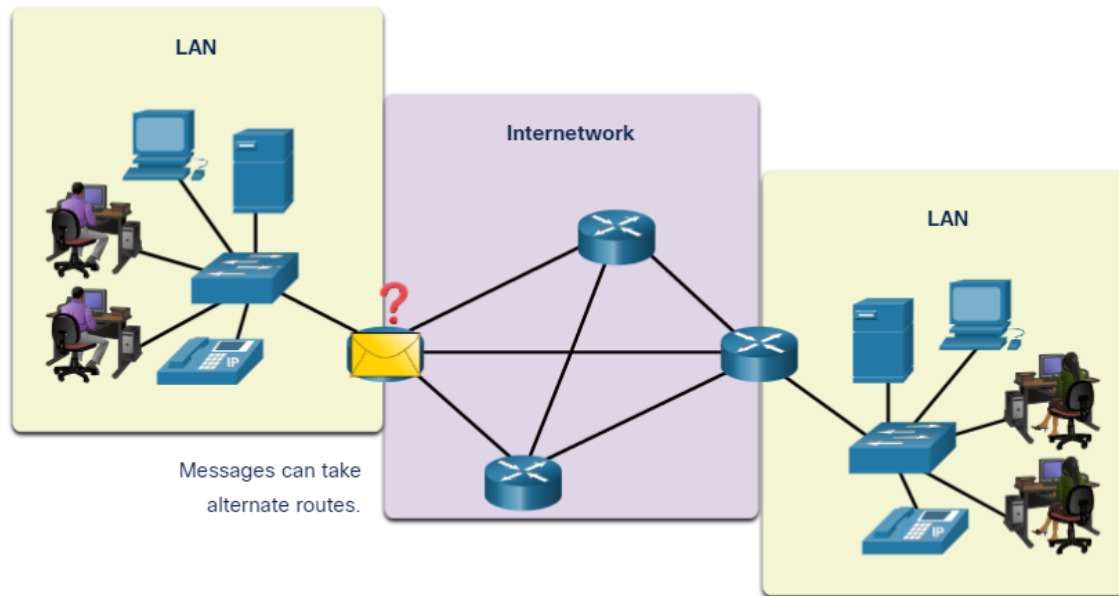 LAN
Internetwork
LAN
?
IP
Messages can take
alternate routes.
IP